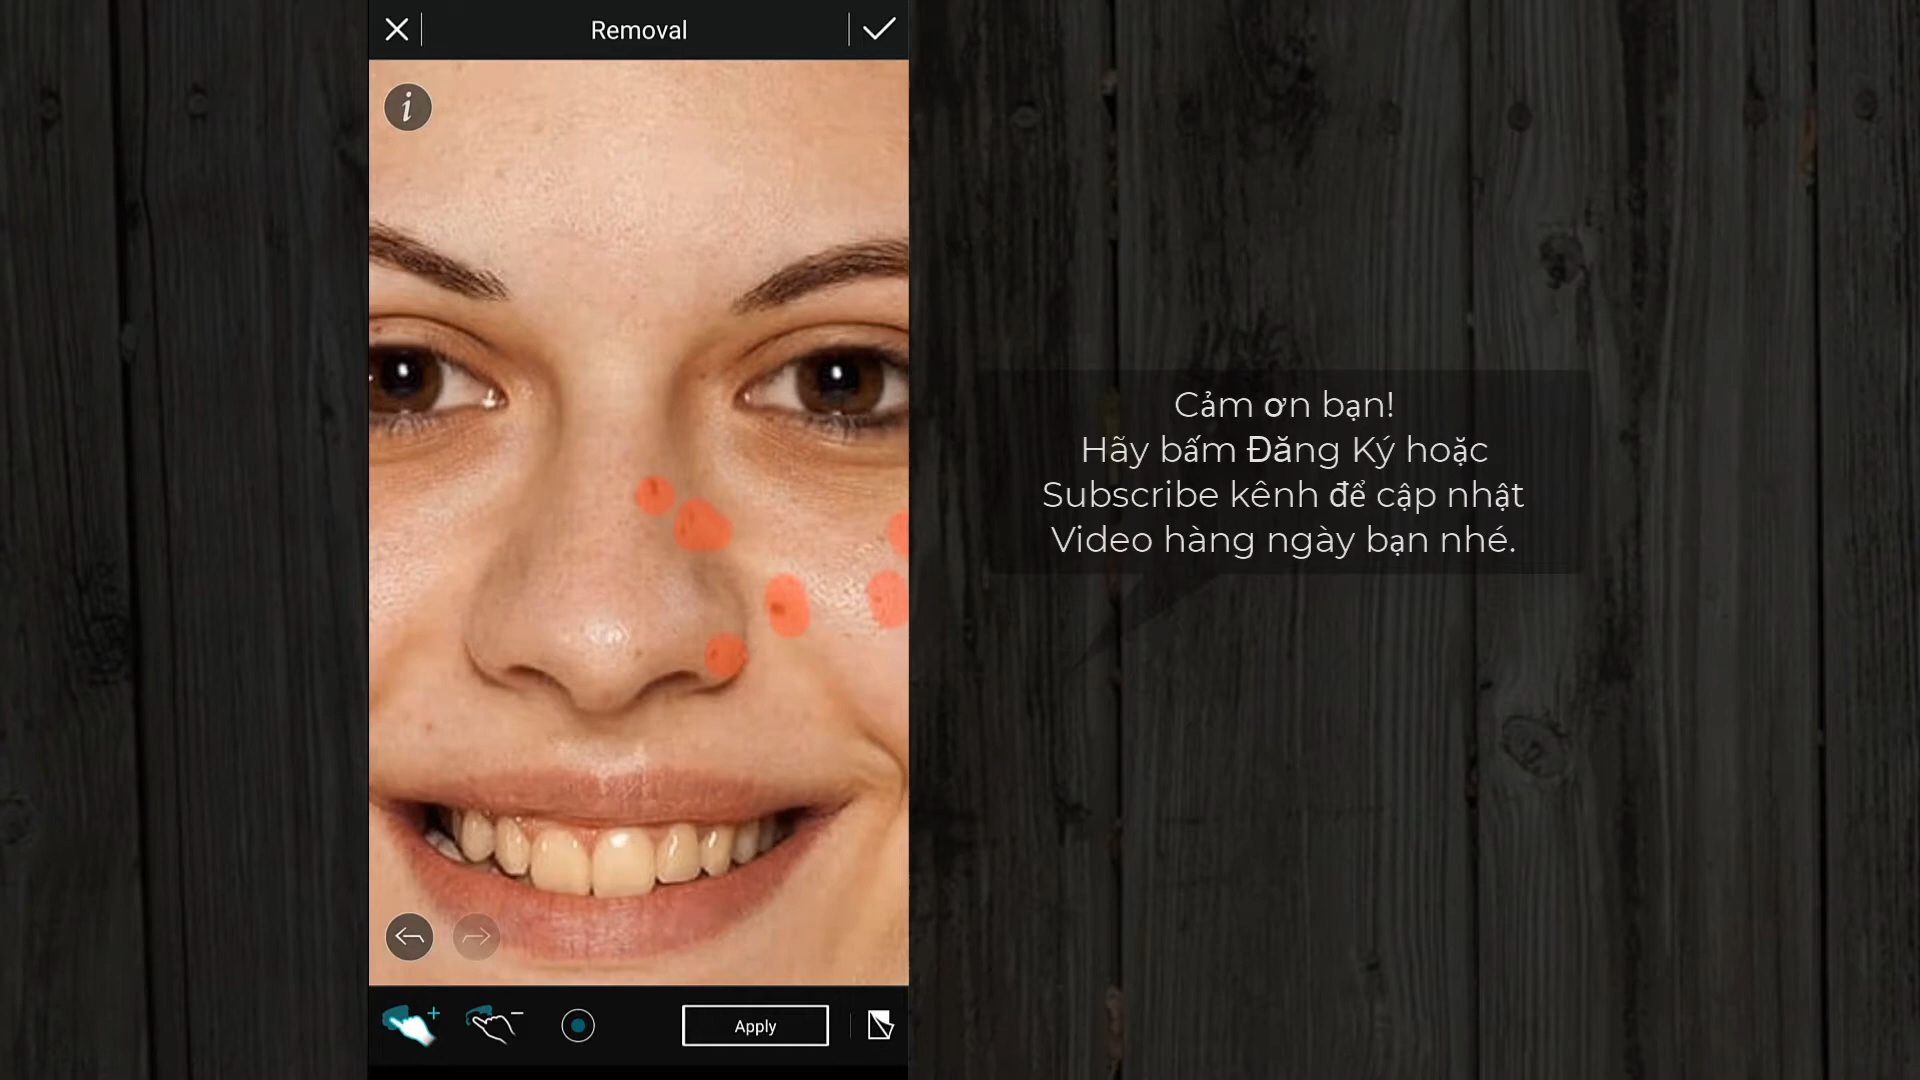 Removal
i
Cảm ơn bạn!
Hãy bấm Đăng Ký hoặc
Subscribe kênh để cập nhật
Video hàng ngày bạn nhé.
Apply